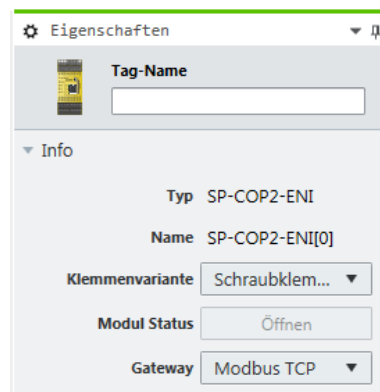 Eigenschaften
Tag-Name
Info
Typ SP-COP2-ENI
Name SP-COP2-ENI[0]
Klemmenvariante Schraubklem...
Modul Status Öffnen
Gateway Modbus TCP